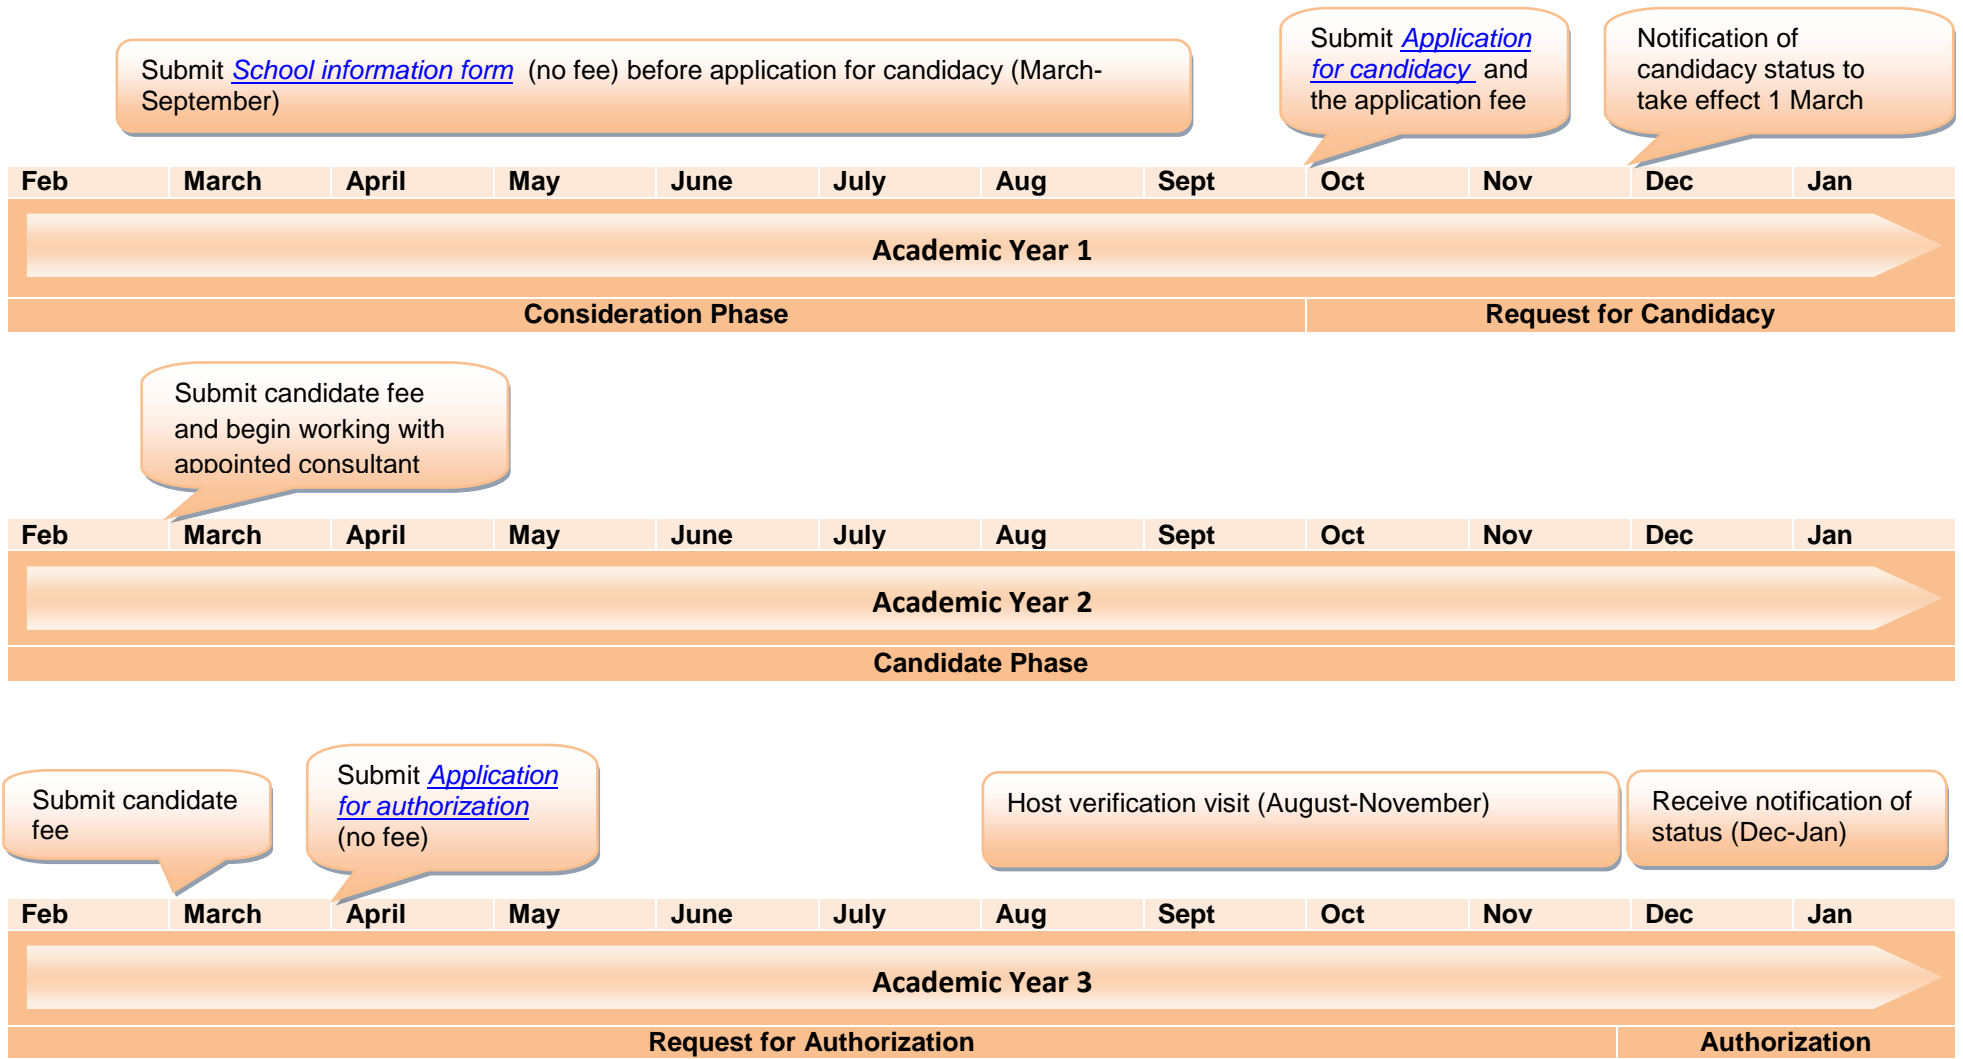 Submit School information form (no fee) before application for candidacy (March-
September)
Submit Application
for candidacy and
the application fee
Notification of
candidacy status to
take effect 1 March
Feb March April May June July Aug Sept Oct Nov Dec Jan
Academic Year 1
Consideration Phase Request for Candidacy
Submit candidate fee
and begin working with
appointed consultant
Feb March April May June July Aug Sept Oct Nov Dec Jan
Academic Year 2
Candidate Phase
Submit candidate
fee
Submit Application
for authorization
(no fee)
Host verification visit (August-November)
Receive notification of
status (Dec-Jan)
Feb March April May June July Aug Sept Oct Nov Dec Jan
Academic Year 3
Request for Authorization Authorization